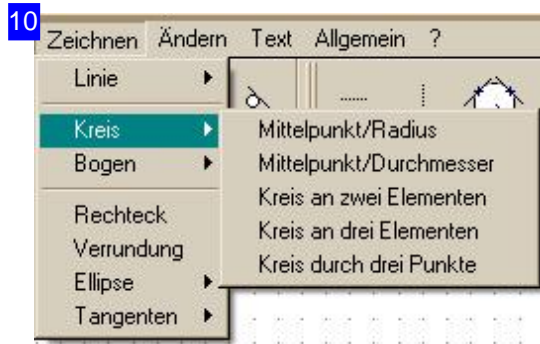 10
Zeichnen Ändern Text Allgemein ?
Linie
Kreis
Bogen
Rechteck
Verrundung
Ellipse
Tangenten
Mittelpunkt/Radius
Mittelpunkt/Durchmesser
Kreis an zwei Elementen
Kreis an drei Elementen
Kreis durch drei Punkte